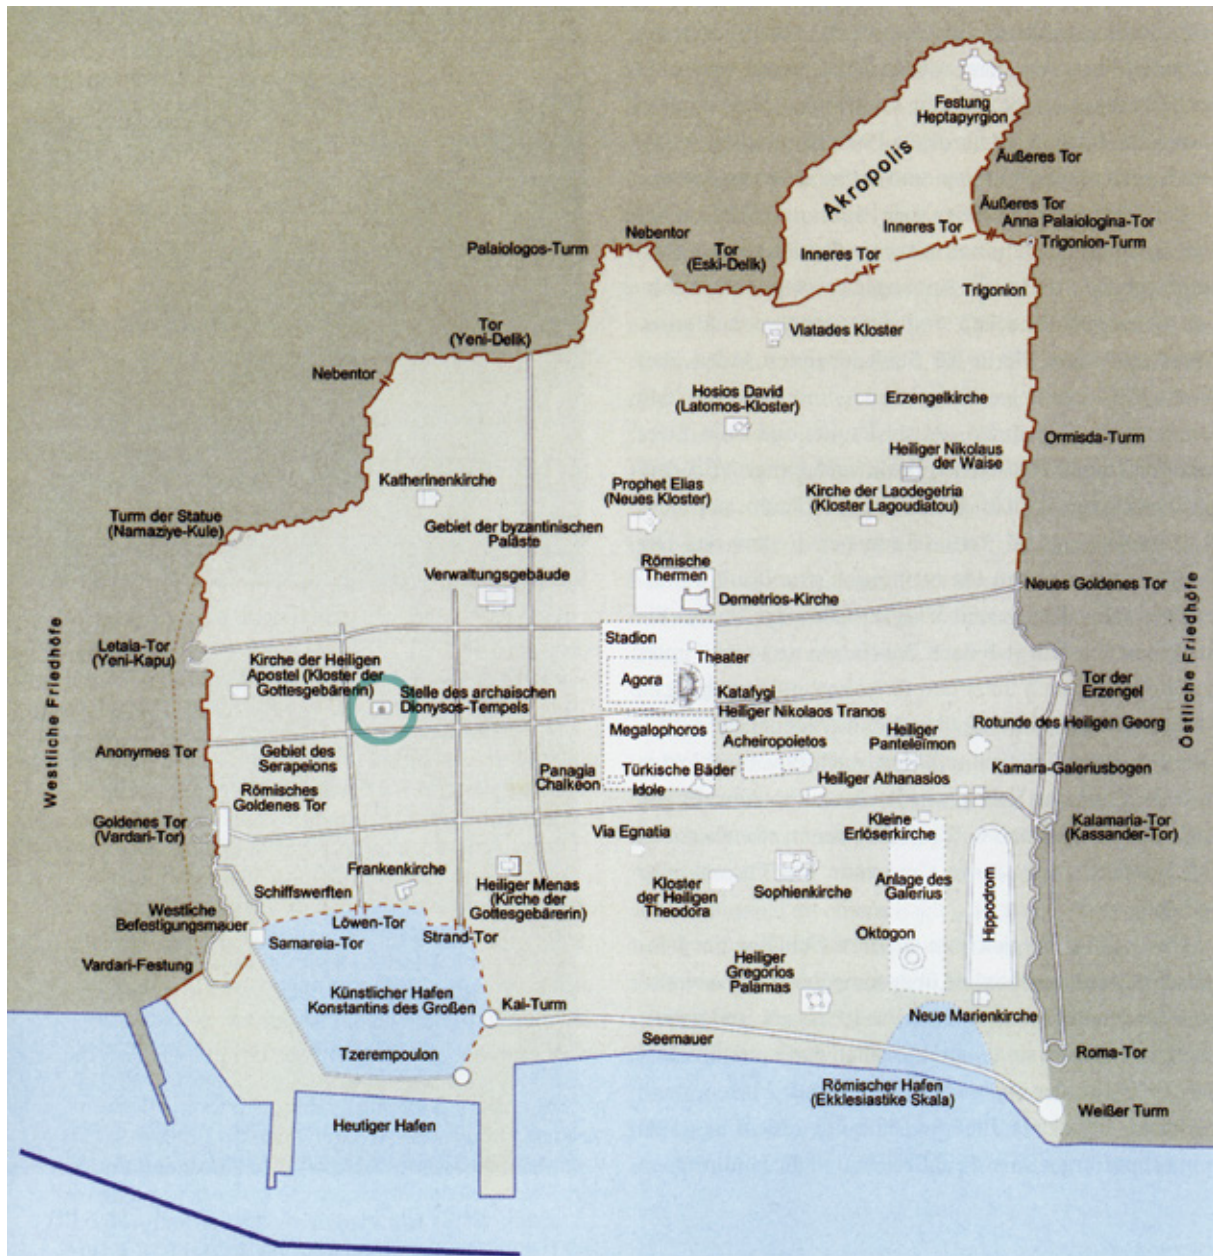 Festung
Heptapyrgion
Akropolis
Äußeres Tor
Äußeres Tor
Anna Palaiologina-Tor
Trigonion-Turm
Inneres Tor
Inneres Tor
Nebentor
Palaiologos-Turm
Tor
(Eski-Delik)
Trigonion
Tor
(Yeni-Delik)
Vlatades Kloster
Nebentor
Hosios David
(Latomos-Kloster)
Erzengelkirche
Ormisda-Turm
Heiliger Nikolaus
der Waise
Katherinenkirche
Prophet Elias
(Neues Kloster)
Kirche der Laodegetria
(Kloster Lagoudiatou)
Turm der Statue
(Namaziye-Kule)
Gebiet der byzantinischen
Paläste
Römische
Thermen
Verwaltungsgebäude
Neues Goldenes Tor
Demetrios-Kirche
Westliche Friedhöfe
Östliche Friedhöfe
Letaia-Tor
(Yeni-Kapu)
Stadion
Kirche der Heiligen
Apostel (Kloster der
Gottesgebärerin)
Theater
Agora
Katafygi
Tor der
Erzengel
Stelle des archaischen
Dionysos-Tempels
Heiliger Nikolaos Tranos
Rotunde des Heiligen Georg
Anonymes Tor
Gebiet des
Serapeions
Megalophoros
Acheiropoietos
Heiliger
Panteleïmon
Panagia
Chalkéon
Türkische Bäder
Idole
Heiliger Athanasios
Kamara-Galeriusbogen
Römisches
Goldenes Tor
Goldenes Tor
(Vardari-Tor)
Via Egnatia
Kleine
Erlöserkirche
Kalamaria-Tor
(Kassander-Tor)
Frankenkirche
Schiffswerften
Heiliger Menas
(Kirche der
Gottesgebärerin)
Kloster
der Heiligen
Theodora
Sophienkirche
Anlage des
Galerius
Hippodrom
Westliche
Befestigungsmauer
Löwen-Tor
Strand-Tor
Samareia-Tor
Oktogon
Vardari-Festung
Heiliger
Gregorios
Palamas
Künstlicher Hafen
Konstantins des Großen
Kai-Turm
Neue Marienkirche
Seemauer
Tzerempoulon
Roma-Tor
Römischer Hafen
(Ekklesiastike Skala)
Weißer Turm
Heutiger Hafen